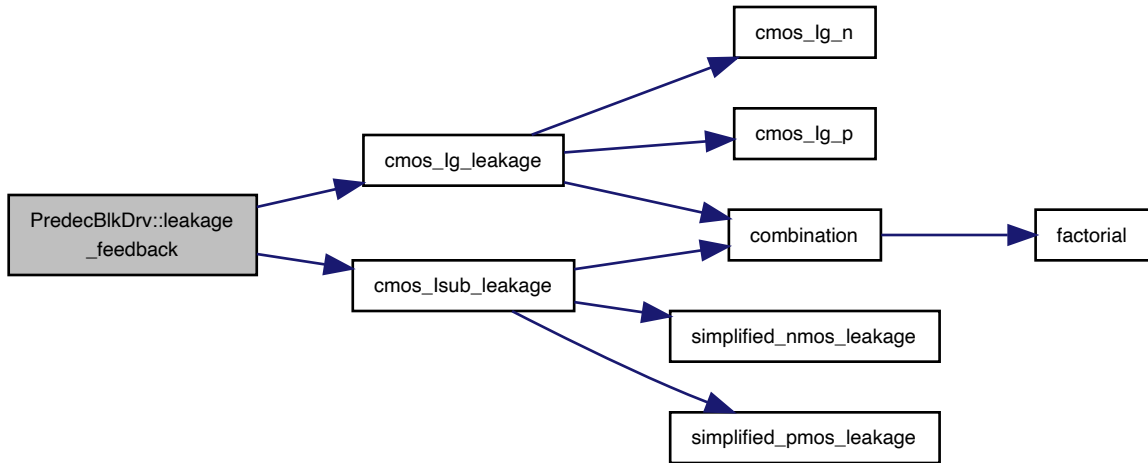 PredecBlkDrv::leakage
_feedback
cmos_Ig_leakage
cmos_Isub_leakage
cmos_Ig_n
cmos_Ig_p
combination
simplified_nmos_leakage
simplified_pmos_leakage
factorial